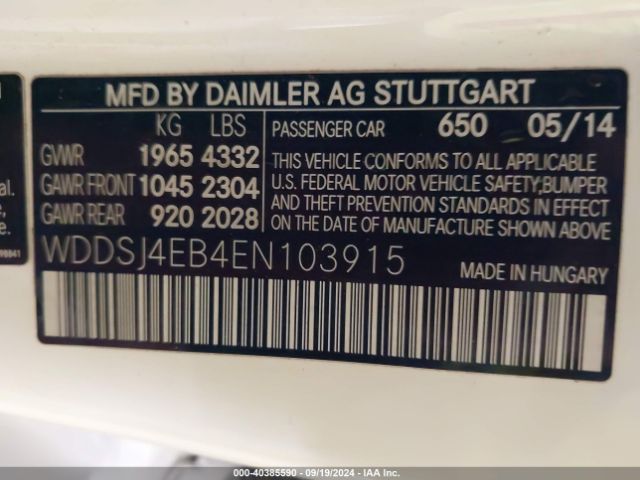 MFD BY DAIMLER AG STUTTGART
KG LBS
GVWR 1965 4332
GAWR FRONT 1045 2304
GAWR REAR 920 2028
PASSENGER CAR 650 05/14
THIS VEHICLE CONFORMS TO ALL APPLICABLE
U.S. FEDERAL MOTOR VEHICLE SAFETY,BUMPER
AND THEFT PREVENTION STANDARDS IN EFFECT
ON THE DATE OF MANUFACTURE SHOWN ABOVE
WDDSJ4EB4EN103915
MADE IN HUNGARY
000-40385590 - 09/19/2024 - IAA Inc.